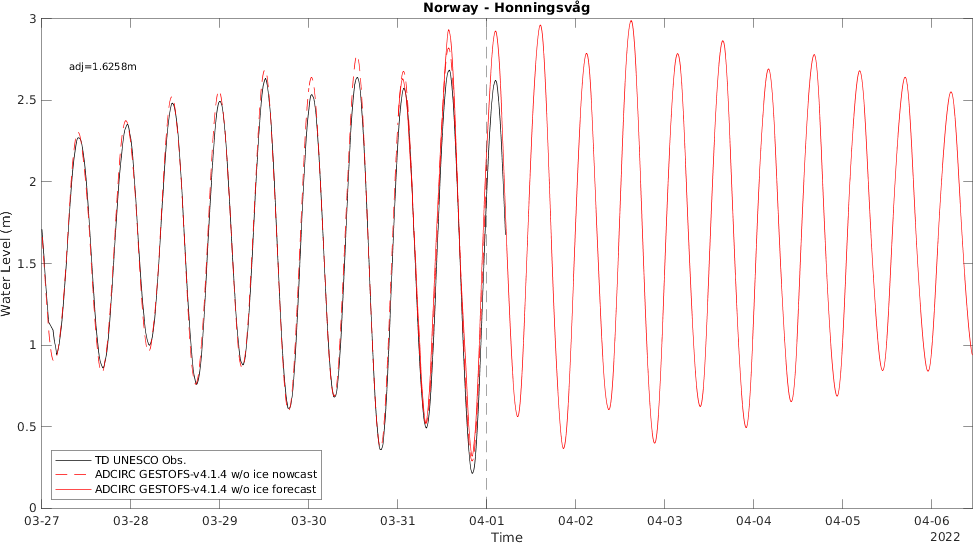 Norway - Honningsvåg
adj=1.6258m
3
2.5
2
1.5
1
0.5
0
Water Level (m)
TD UNESCO Obs.
ADCIRC GESTOFS-v4.1.4 w/o ice nowcast
ADCIRC GESTOFS-v4.1.4 w/o ice forecast
03-27 03-28 03-29 03-30 03-31 04-01 04-02 04-03 04-04 04-05 04-06
Time
2022